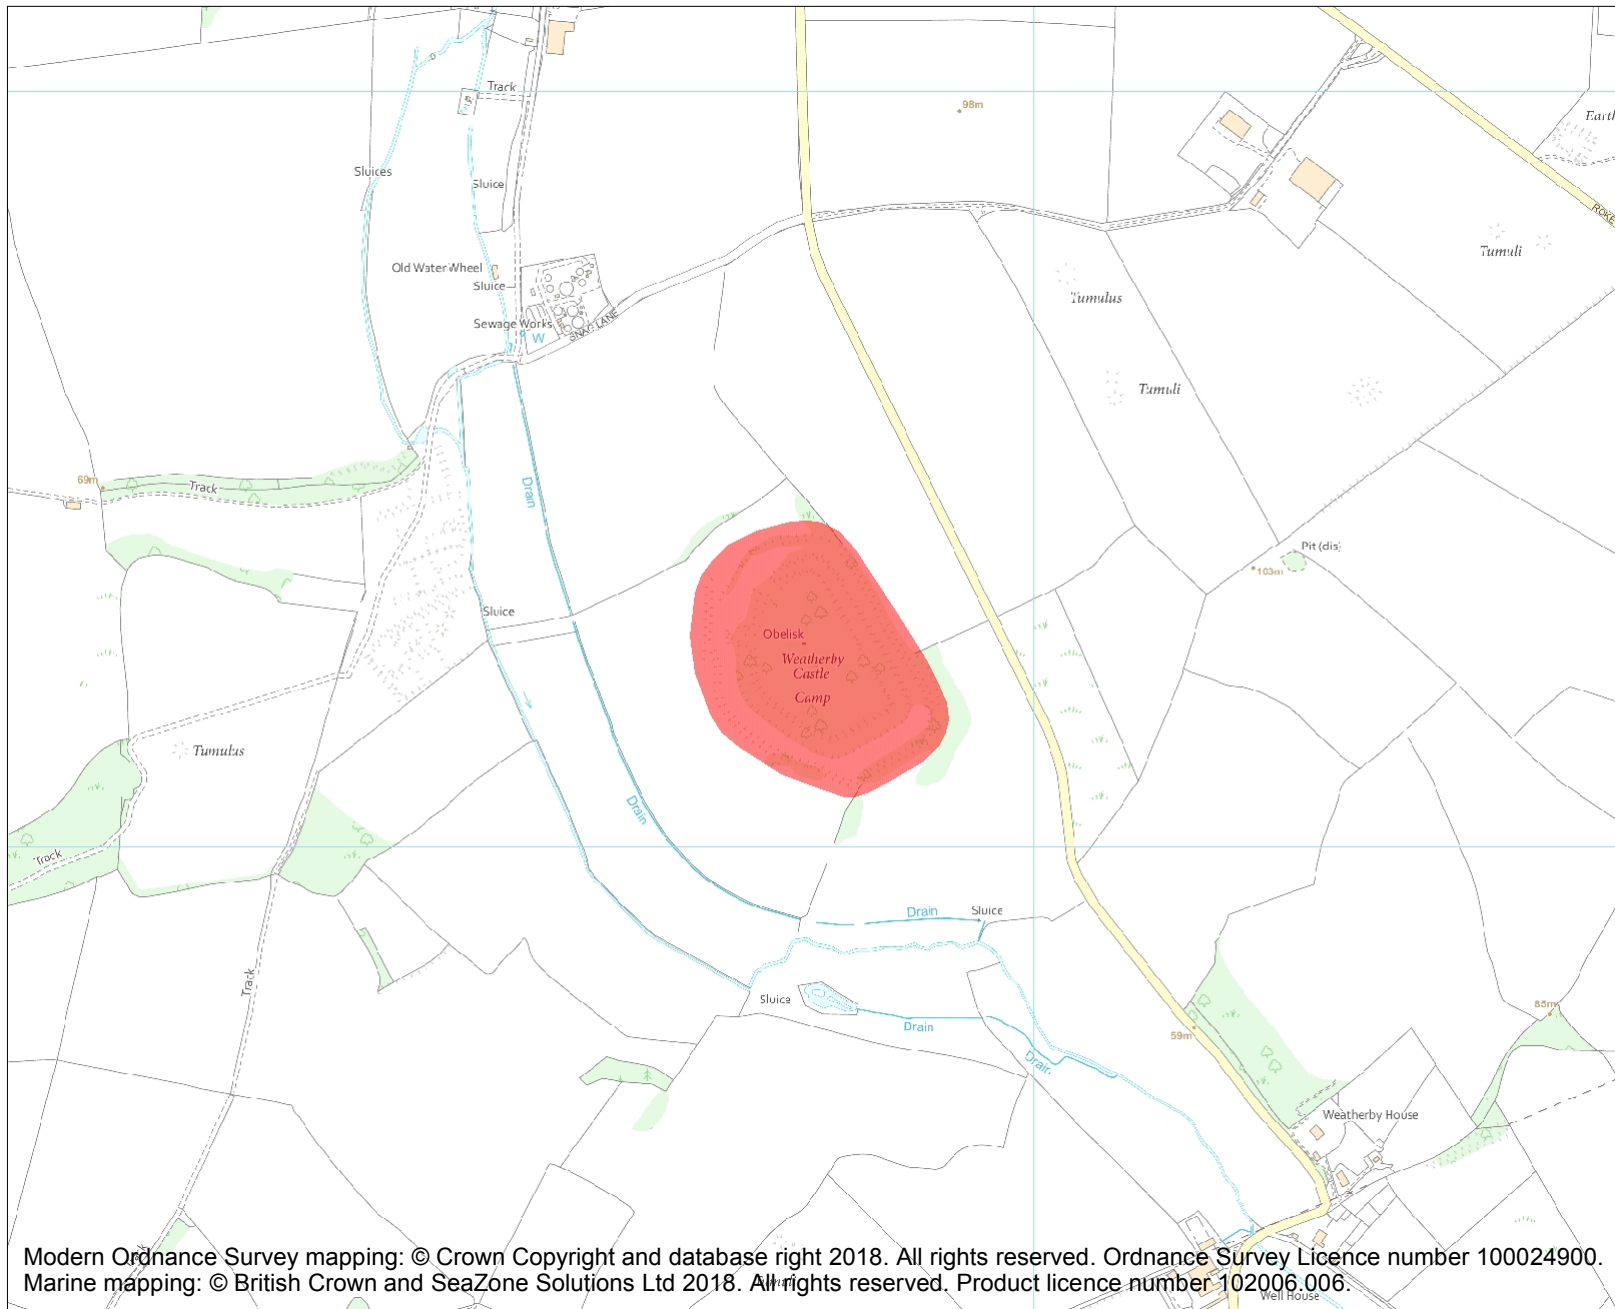 Track
98m
Earth
Sluices
Sluice
ROKE
Tumuli
Old Water Wheel
Sluice
Tumulus
Sewage Works
W
SNAG LANE
Tumuli
69m
Track
Drain
Pit (dis)
103m
Sluice
Obelisk
Weatherby
Castle
Camp
Tumulus
Drain
Track
Drain
Sluice
Track
Sluice
Drain
85m
59m
Drain
Weatherby House
Modern Ordnance Survey mapping: © Crown Copyright and database right 2018. All rights reserved. Ordnance Survey Licence number 100024900.
Marine mapping: © British Crown and SeaZone Solutions Ltd 2018. All rights reserved. Product licence number 102006.006.
Well House